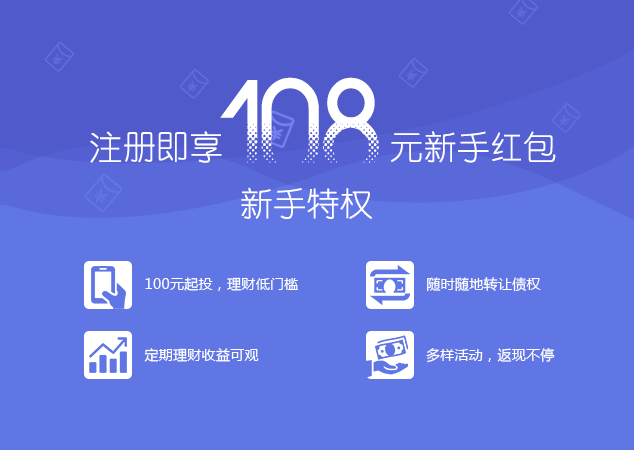 注册即享108元新手红包
新手特权
100元起投，理财低门槛
随时随地转让债权
定期理财收益可观
多样活动，返现不停